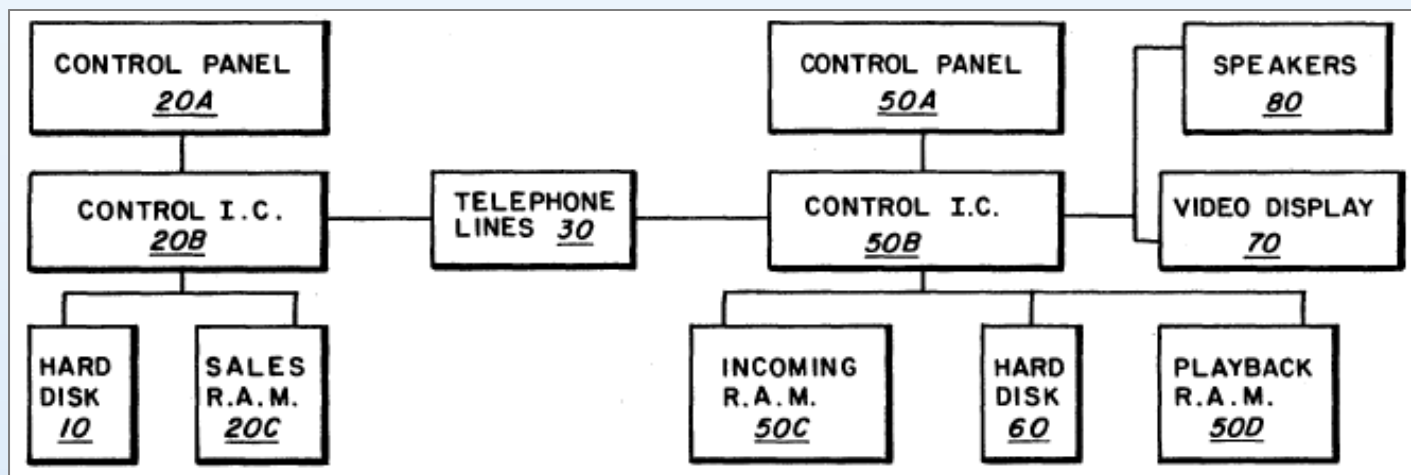 CONTROL PANEL
20A
CONTROL PANEL
50A
SPEAKERS
80
CONTROL I.C.
20B
TELEPHONE
LINES 30
CONTROL I.C.
50B
VIDEO DISPLAY
70
HARD
DISK
10
SALES
R.A.M.
20C
INCOMING
R.A.M.
50C
HARD
DISK
60
PLAYBACK
R.A.M.
50D